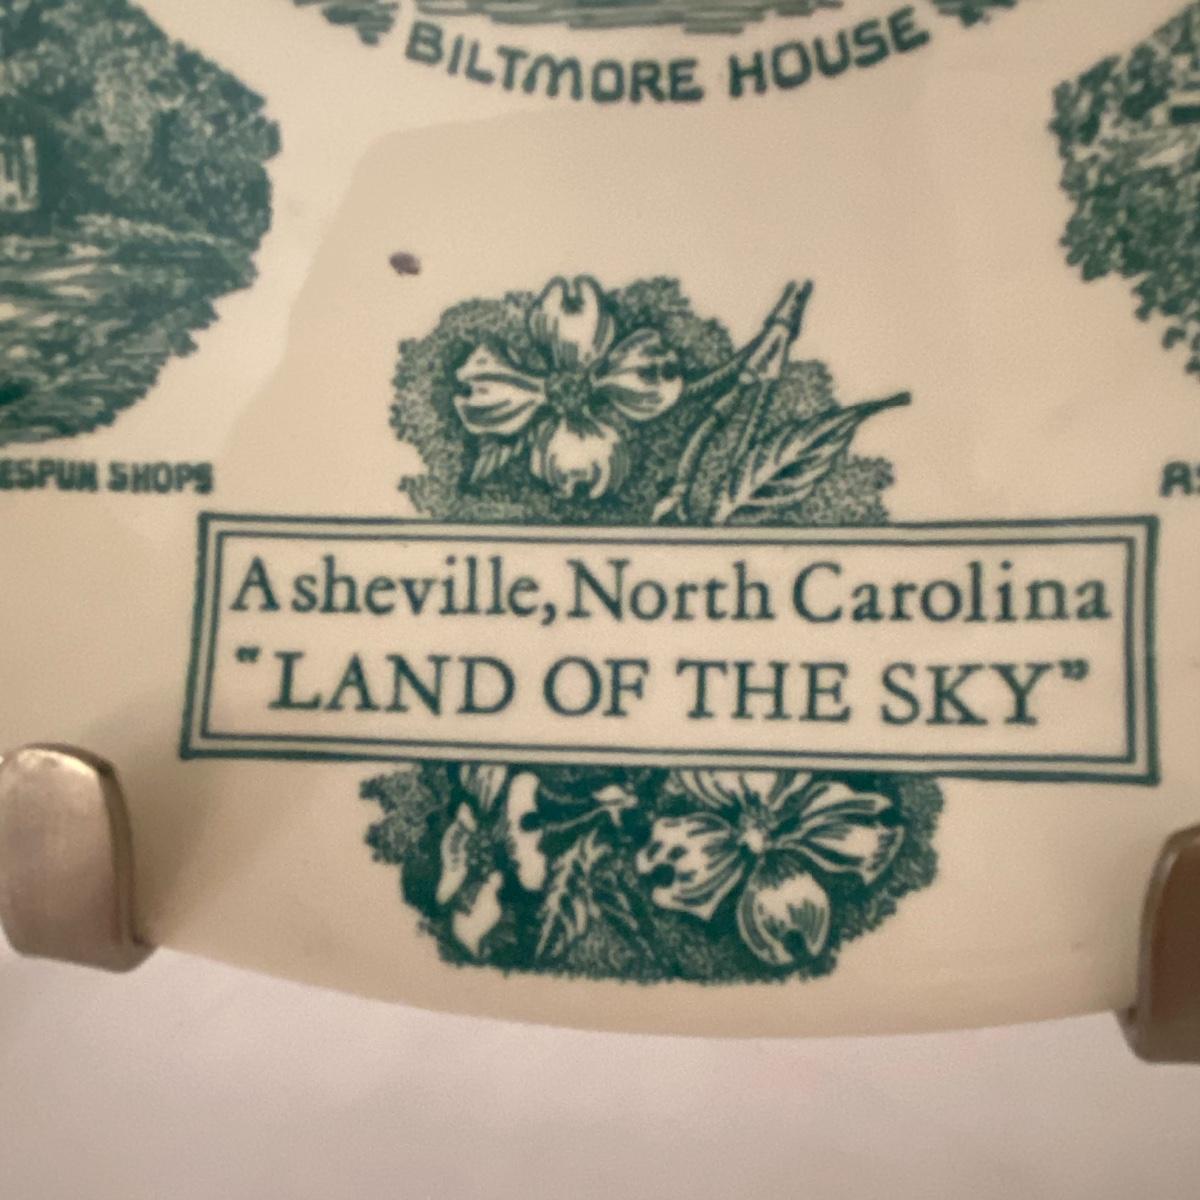 BILTMORE HOUSE
ESPUN SHOPS
Asheville, North Carolina
"LAND OF THE SKY"